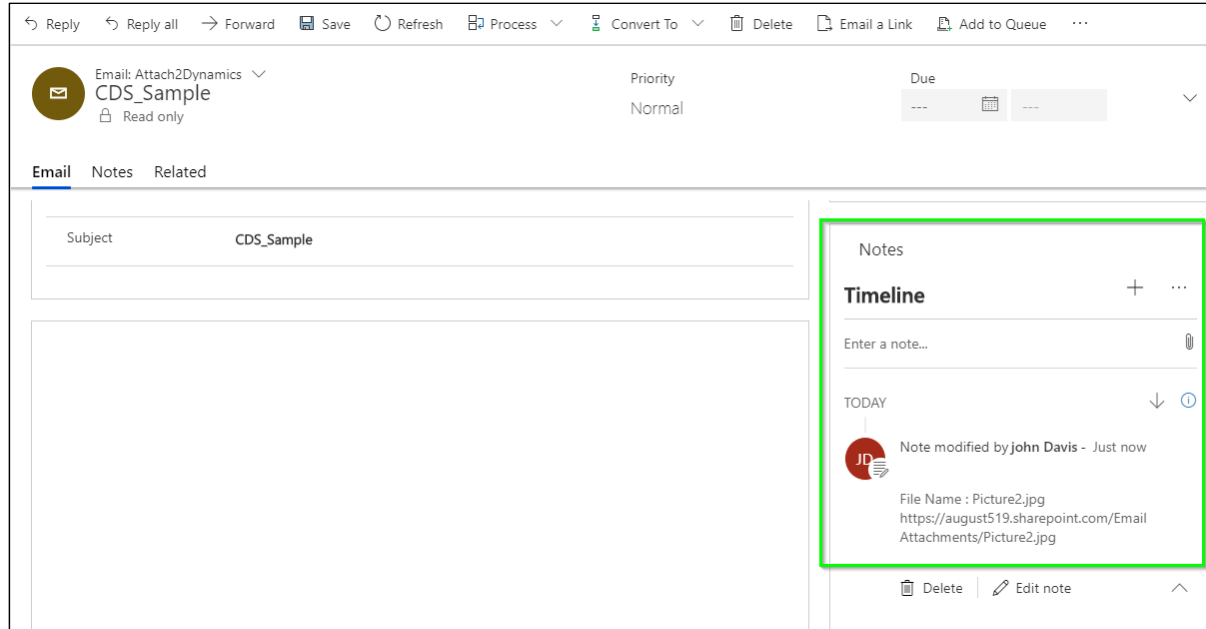 Reply Reply all Forward Save Refresh Process Convert To Delete Email a Link Add to Queue ...
Email: Attach2Dynamics
CDS_Sample
Read only
Priority
Normal
Due
--- ---
Email Notes Related
Subject CDS_Sample
Notes
Timeline
Enter a note...
TODAY
JD
Note modified by john Davis - Just now
File Name : Picture2.jpg
https://august519.sharepoint.com/Email
Attachments/Picture2.jpg
Delete Edit note